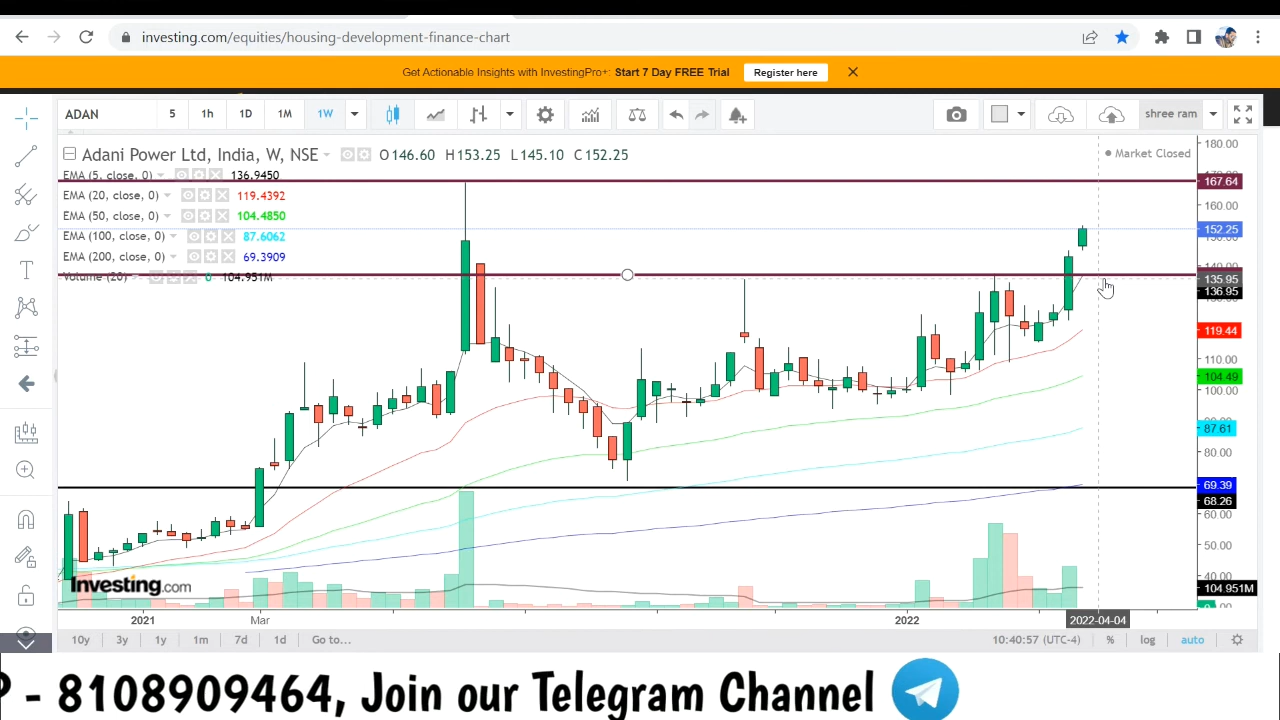 investing.com/equities/housing-development-finance-chart
Get Actionable Insights with InvestingPro+: Start 7 Day FREE Trial Register here
ADAN 5 1h 1D 1M 1W shree ram
Adani Power Ltd, India, W, NSE O146.60 H153.25 L145.10 C152.25
Market Closed
EMA (5, close, 0) 136.9450
EMA (20, close, 0) 119.4392
EMA (50, close, 0) 104.4850
EMA (100, close, 0) 87.6062
EMA (200, close, 0) 69.3909
Volume (20) 0 104.951M
180.00
167.64
160.00
152.25
135.95
136.95
119.44
110.00
104.49
100.00
87.61
80.00
69.39
68.26
60.00
50.00
40.00
104.951M
Investing.com
2021 Mar 2022 2022-04-04
10y 3y 1y 1m 7d 1d Go to... 10:40:57 (UTC-4) % log auto
P - 8108909464, Join our Telegram Channel